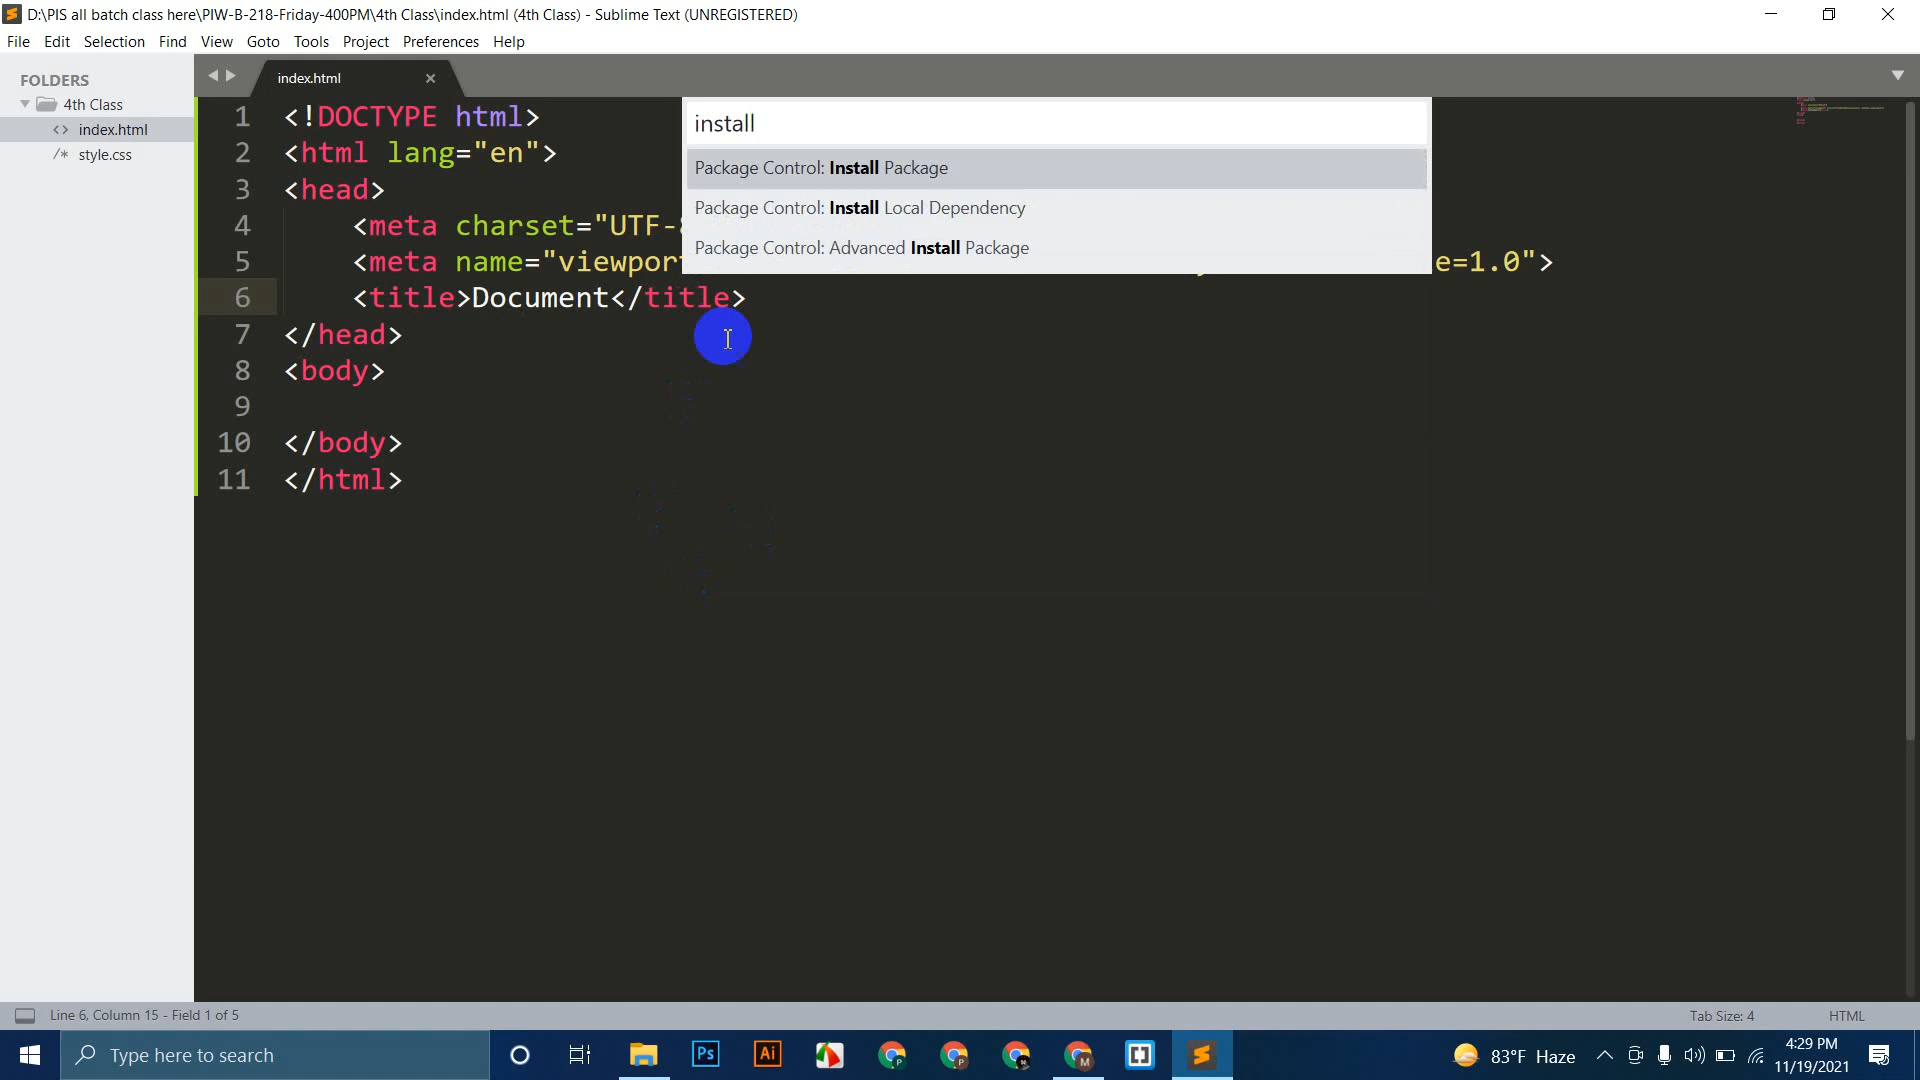 D:\PIS all batch class here\PIW-B-218-Friday-400PM\4th Class\index.html (4th Class) - Sublime Text (UNREGISTERED)
File Edit Selection Find View Goto Tools Project Preferences Help
FOLDERS
4th Class
<> index.html
/* style.css
index.html
install
Package Control: Install Package
Package Control: Install Local Dependency
Package Control: Advanced Install Package
1 <!DOCTYPE html>
2 <html lang="en">
3 <head>
4 <meta charset="UTF-
5 <meta name="viewpor e=1.0">
6 <title>Document</title>
7 </head>
8 <body>
9
10 </body>
11 </html>
Line 6, Column 15 - Field 1 of 5
Tab Size: 4
HTML
Type here to search
Ps
Ai
P
P
M
83°F Haze
4:29 PM
11/19/2021